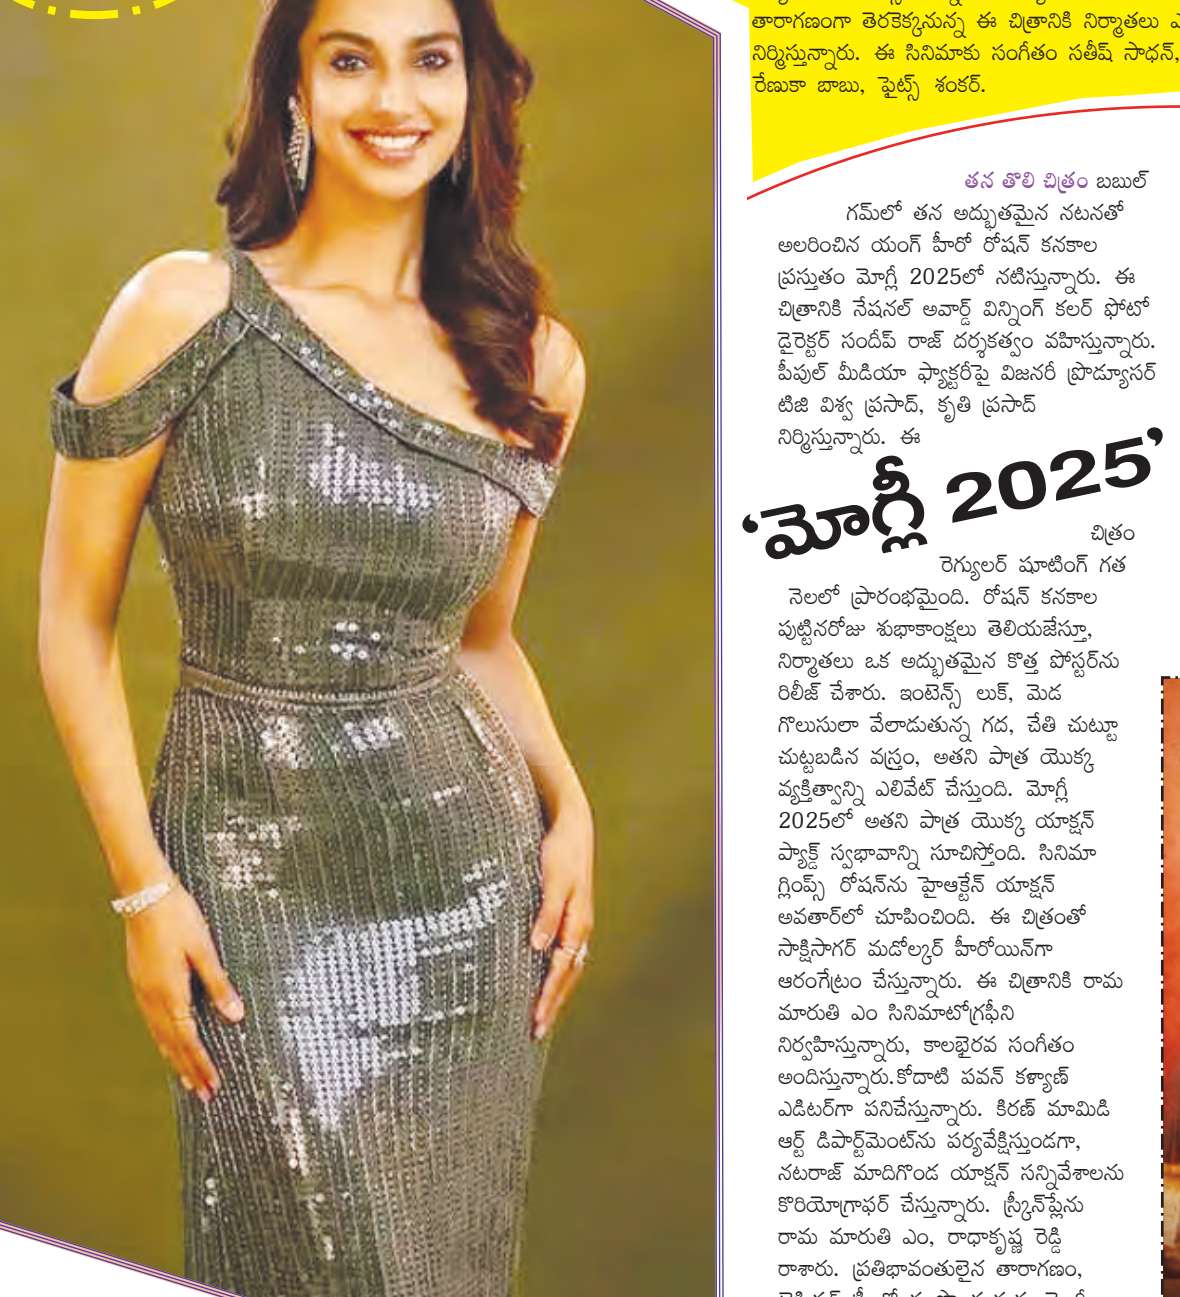 తారాగణంగా తెరకెక్కనున్న ఈ చిత్రానికి నిర్మాతలు
నిర్మిస్తున్నారు. ఈ సినిమాకు సంగీతం సతీష్ సాధన్,
రేణుకా బాబు, ఫైట్స్ శంకర్.
తన తొలి చిత్రం బబుల్
గమ్‌లో తన అద్భుతమైన నటనతో
అలరించిన యంగ్ హీరో రోషన్ కనకాల
ప్రస్తుతం మోగ్లీ 2025లో నటిస్తున్నారు. ఈ
చిత్రానికి నేషనల్ అవార్డ్ విన్నింగ్ కలర్ ఫోటో
డైరెక్టర్ సందీప్ రాజ్ దర్శకత్వం వహిస్తున్నారు.
పీపుల్ మీడియా ఫ్యాక్టరీపై విజనరీ ప్రొడ్యూసర్
టిజి విశ్వ ప్రసాద్, కృతి ప్రసాద్
నిర్మిస్తున్నారు. ఈ
‘మోగ్లీ 2025’
చిత్రం
రెగ్యులర్ షూటింగ్ గత
నెలలో ప్రారంభమైంది. రోషన్ కనకాల
పుట్టినరోజు శుభాకాంక్షలు తెలియజేస్తూ,
నిర్మాతలు ఒక అద్భుతమైన కొత్త పోస్టర్‌ను
రిలీజ్ చేశారు. ఇంటెన్స్ లుక్, మెడ
గొలుసులా వేలాడుతున్న గద, చేతి చుట్టూ
చుట్టబడిన వస్త్రం, అతని పాత్ర యొక్క
వ్యక్తిత్వాన్ని ఎలివేట్ చేస్తుంది. మోగ్లీ
2025లో అతని పాత్ర యొక్క యాక్షన్
ప్యాక్డ్ స్వభావాన్ని సూచిస్తోంది. సినిమా
గ్లింప్స్ రోషన్‌ను హైఆక్టేన్ యాక్షన్
అవతార్‌లో చూపించింది. ఈ చిత్రంతో
సాక్షిసాగర్ మడోల్కర్ హీరోయిన్‌గా
ఆరంగేట్రం చేస్తున్నారు. ఈ చిత్రానికి రామ
మారుతి ఎం సినిమాటోగ్రఫీని
నిర్వహిస్తున్నారు, కాలభైరవ సంగీతం
అందిస్తున్నారు.కోదాటి పవన్ కళ్యాణ్
ఎడిటర్‌గా పనిచేస్తున్నారు. కిరణ్ మామిడి
ఆర్ట్ డిపార్ట్‌మెంట్‌ను పర్యవేక్షిస్తుండగా,
నటరాజ్ మాదిగొండ యాక్షన్ సన్నివేశాలను
కొరియోగ్రాఫర్ చేస్తున్నారు. స్క్రీన్‌ప్లేను
రామ మారుతి ఎం, రాధాకృష్ణ రెడ్డి
రాశారు. ప్రతిభావంతులైన తారాగణం,